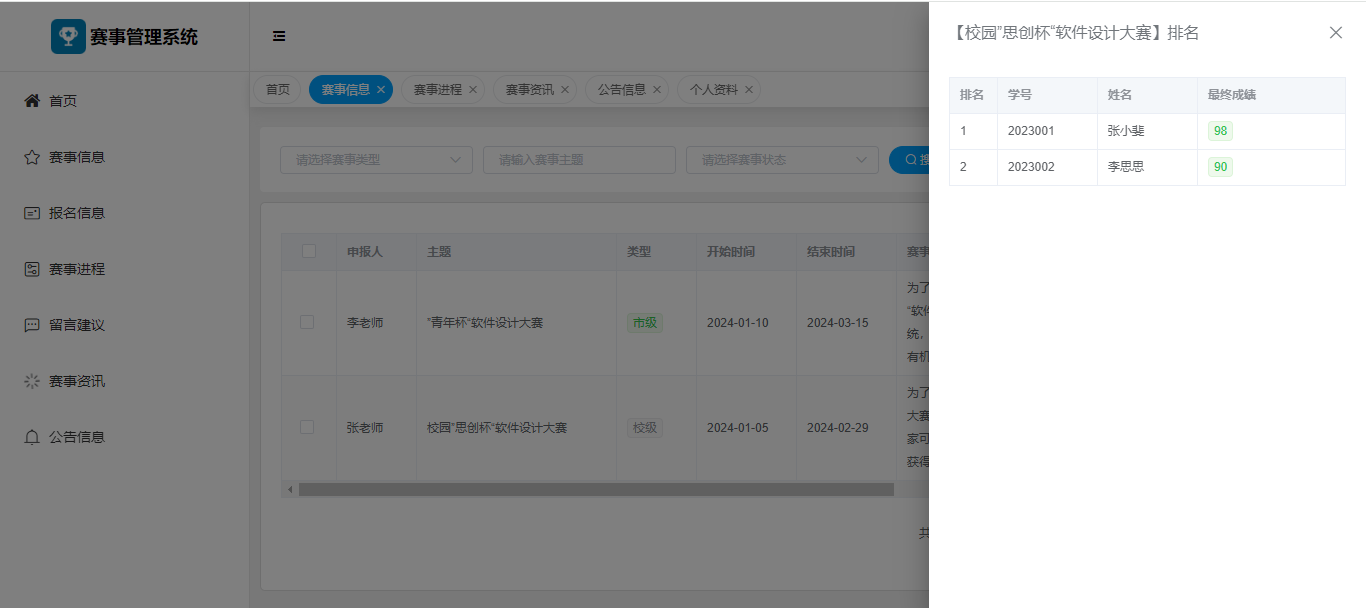 赛事管理系统
首页
赛事信息
报名信息
赛事进程
留言建议
赛事资讯
公告信息
首页
赛事信息
赛事进程
赛事资讯
公告信息
个人资料
请选择赛事类型
请输入赛事主题
请选择赛事状态
申报人 主题 类型 开始时间 结束时间
李老师 "青年杯"软件设计大赛 市级 2024-01-10 2024-03-15
为了
"软件
统，
有机
张老师 校园"思创杯"软件设计大赛 校级 2024-01-05 2024-02-29
为了
大赛
家可
获得
共
【校园"思创杯"软件设计大赛】排名
排名 学号 姓名 最终成绩
1 2023001 张小斐 98
2 2023002 李思思 90